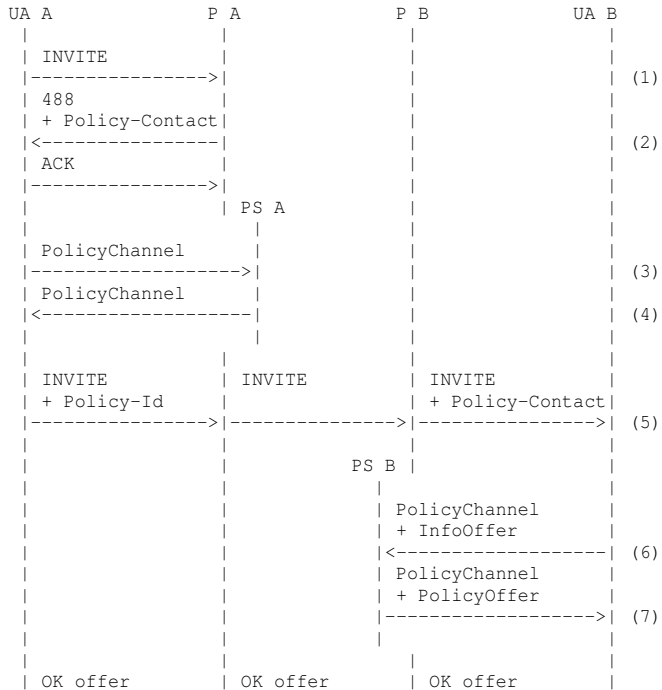 UA A P A P B UA B
INVITE
(1)
488
+ Policy-Contact
(2)
ACK
PS A
PolicyChannel
(3)
PolicyChannel
(4)
INVITE INVITE INVITE
+ Policy-Id + Policy-Contact
(5)
PS B
PolicyChannel
+ InfoOffer
(6)
PolicyChannel
+ PolicyOffer
(7)
OK offer OK offer OK offer